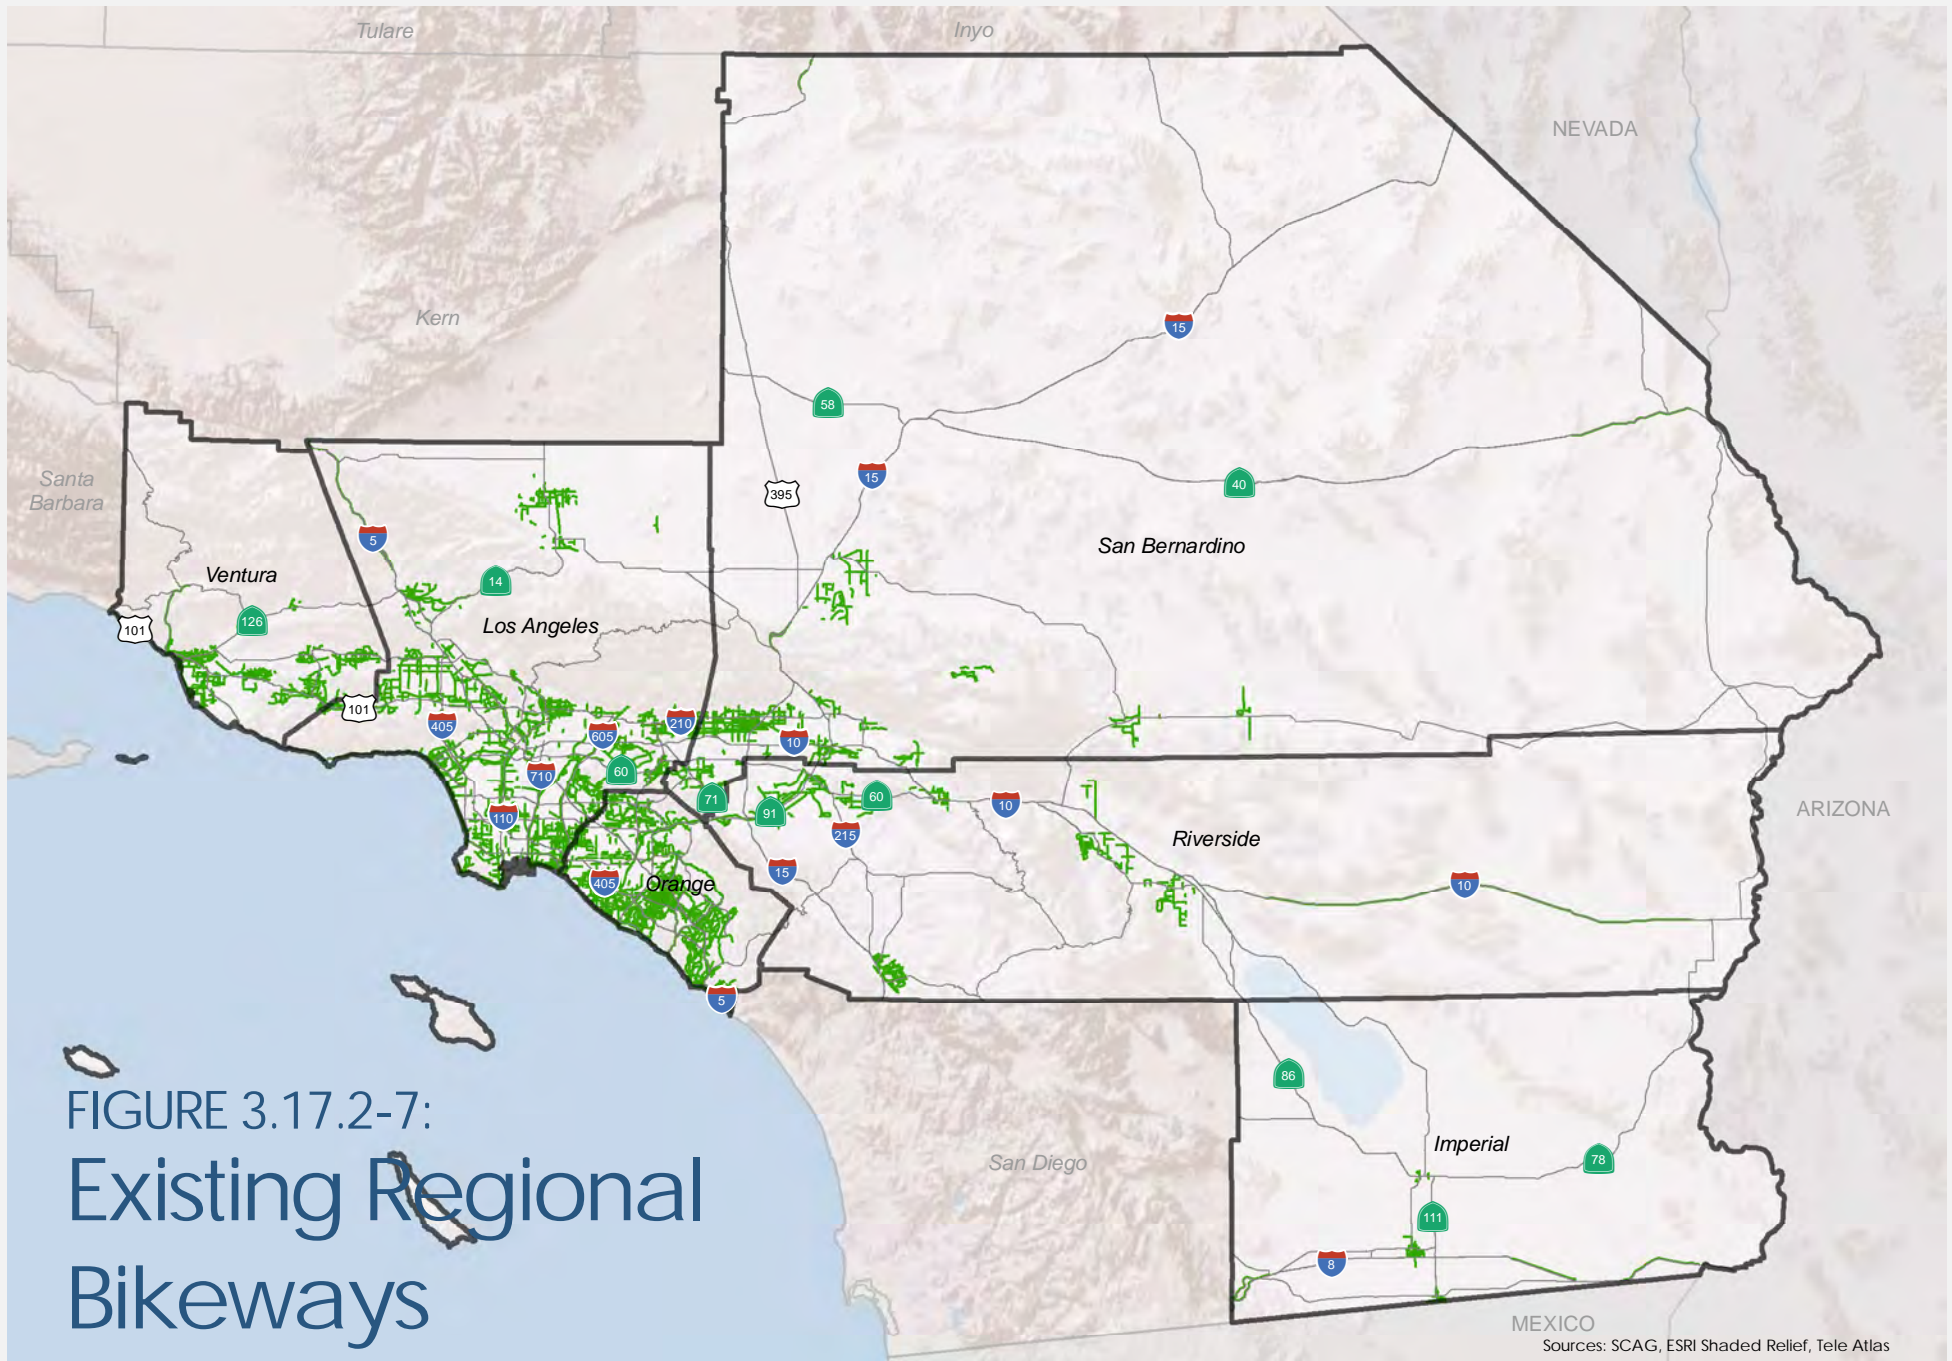 Tulare
Inyo
NEVADA
Kern
15
58
Santa
Barbara
15
395
40
5
San Bernardino
Ventura
14
126
Los Angeles
101
101
405
210
605
10
710
60
71
60
10
91
110
215
ARIZONA
Riverside
15
405
Orange
10
5
86
FIGURE 3.17.2-7:
Existing Regional
Bikeways
Imperial
San Diego
78
111
8
MEXICO
Sources: SCAG, ESRI Shaded Relief, Tele Atlas